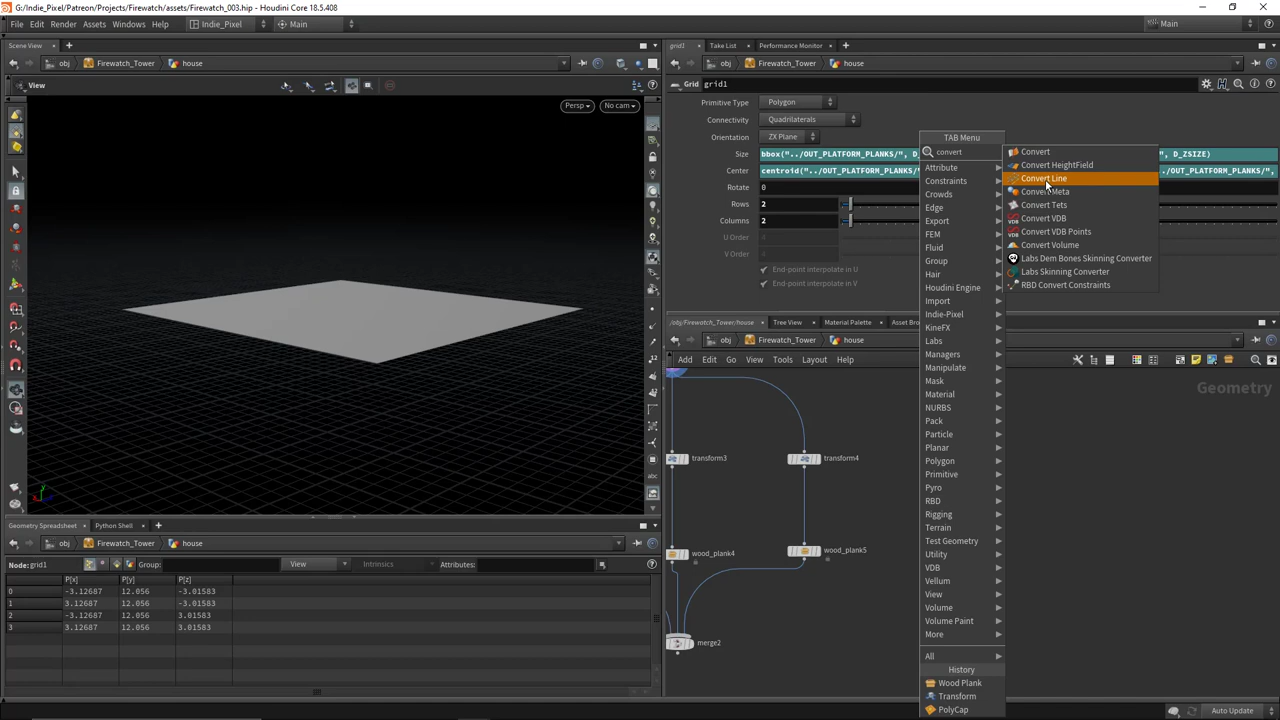 G:/Indie_Pixel/Patreon/Projects/Firewatch/assets/Firewatch_003.hip - Houdini Core 18.5.408
File Edit Render Assets Windows Help Indie_Pixel Main Main
Scene View
obj Firewatch_Tower house
View
Persp No cam
Geometry Spreadsheet Python Shell
obj Firewatch_Tower house
Node: grid1 Group: View Intrinsics Attributes:
P[x] P[y] P[z]
0 -3.12687 12.056 -3.01583
1 3.12687 12.056 -3.01583
2 -3.12687 12.056 3.01583
3 3.12687 12.056 3.01583
grid1 Take List Performance Monitor
obj Firewatch_Tower house
Grid grid1
Primitive Type Polygon
Connectivity Quadrilaterals
Orientation ZX Plane
Size bbox("../OUT_PLATFORM_PLANKS/", D_ZSIZE)
Center centroid("../OUT_PLATFORM_PLANKS/",
Rotate 0
Rows 2
Columns 2
U Order 4
V Order 4
End-point interpolate in U
End-point interpolate in V
/obj/Firewatch_Tower/house Tree View Material Palette Asset Bro
obj Firewatch_Tower house
Add Edit Go View Tools Layout Help
Geometry
transform3 transform4
wood_plank4 wood_plank5
merge2
TAB Menu
convert
Attribute
Constraints
Crowds
Edge
Export
FEM
Fluid
Group
Hair
Houdini Engine
Import
Indie-Pixel
KineFX
Labs
Managers
Manipulate
Mask
Material
NURBS
Pack
Particle
Planar
Polygon
Primitive
Pyro
RBD
Rigging
Terrain
Test Geometry
Utility
VDB
Vellum
View
Volume
Volume Paint
More
All
History
Wood Plank
Transform
PolyCap
Convert
Convert HeightField
Convert Line
Convert Meta
Convert Tets
Convert VDB
Convert VDB Points
Convert Volume
Labs Dem Bones Skinning Converter
Labs Skinning Converter
RBD Convert Constraints
Auto Update